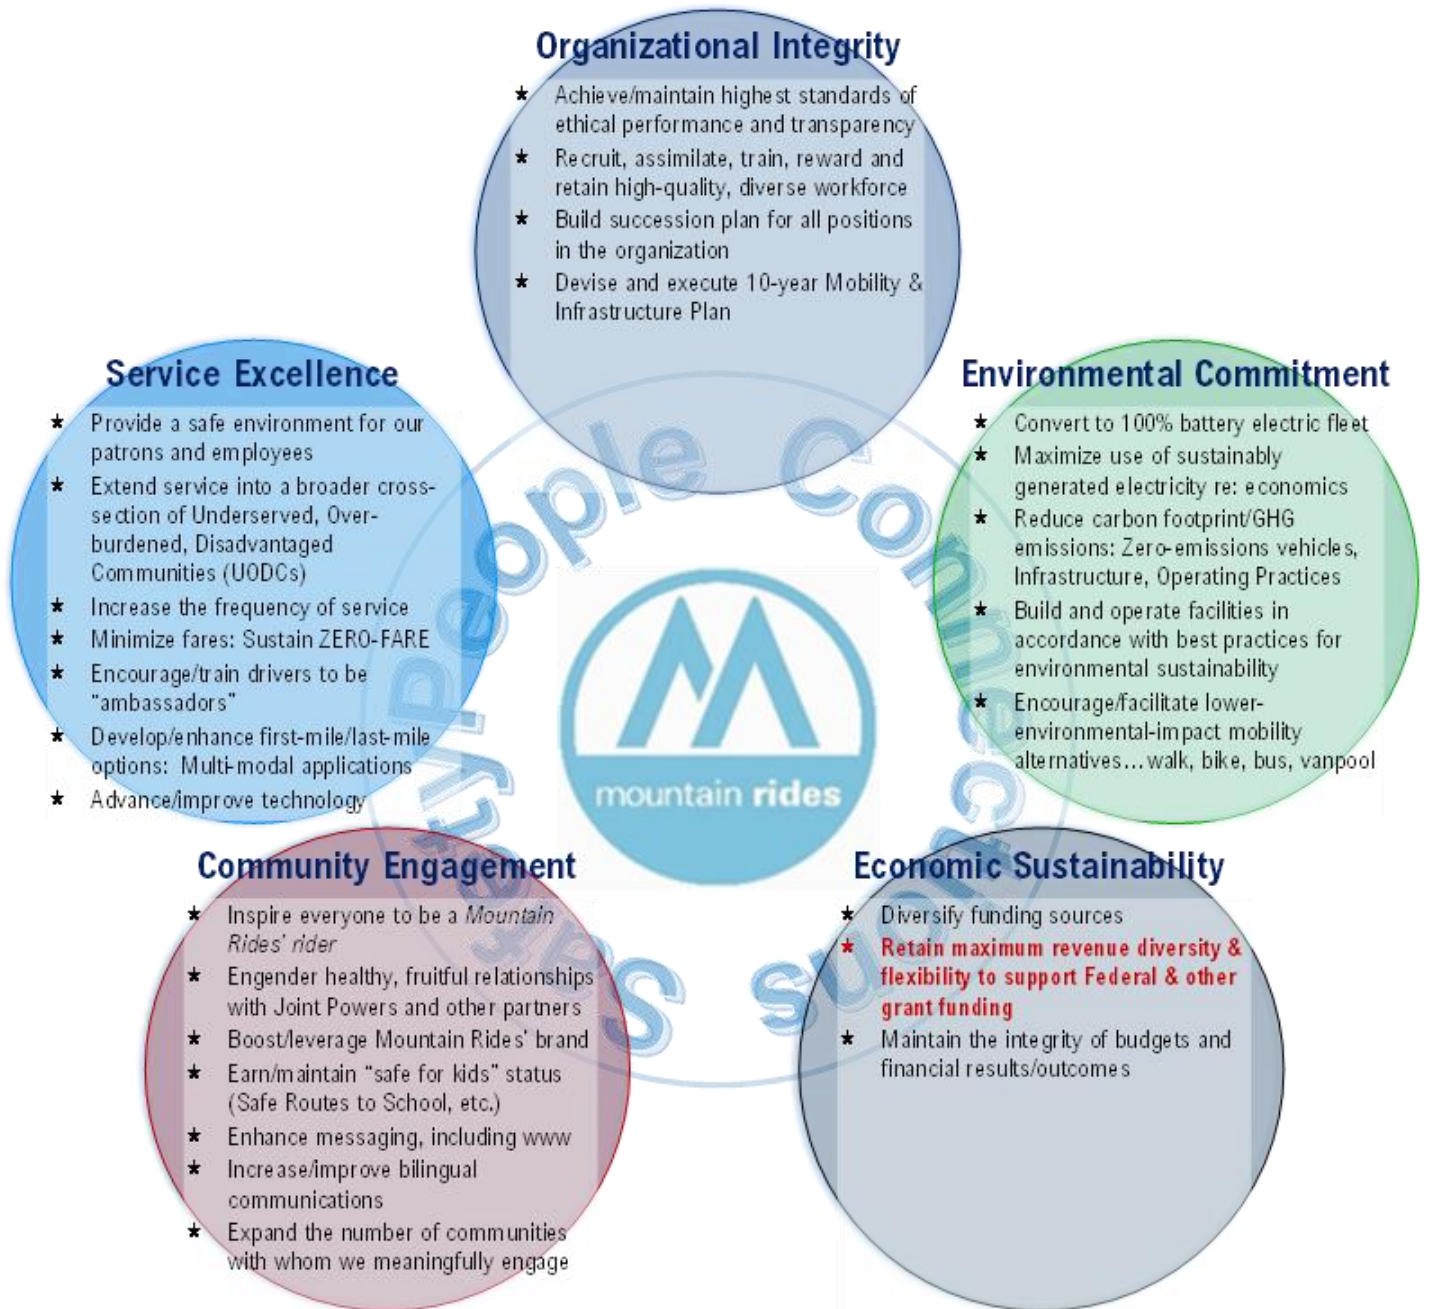 Organizational Integrity
★ Achieve/maintain highest standards of
ethical performance and transparency
★ Recruit, assimilate, train, reward and
retain high-quality, diverse workforce
★ Build succession plan for all positions
in the organization
★ Devise and execute 10-year Mobility &
Infrastructure Plan
Service Excellence
★ Provide a safe environment for our
patrons and employees
★ Extend service into a broader cross-
section of Underserved, Over-
burdened, Disadvantaged
Communities (UODCs)
★ Increase the frequency of service
★ Minimize fares: Sustain ZERO-FARE
★ Encourage/train drivers to be
"ambassadors"
★ Develop/enhance first-mile/last-mile
options: Multi-modal applications
★ Advance/improve technology
Environmental Commitment
★ Convert to 100% battery electric fleet
★ Maximize use of sustainably
generated electricity re: economics
★ Reduce carbon footprint/GHG
emissions: Zero-emissions vehicles,
Infrastructure, Operating Practices
★ Build and operate facilities in
accordance with best practices for
environmental sustainability
★ Encourage/facilitate lower-
environmental-impact mobility
alternatives...walk, bike, bus, vanpool
Safety People Connections
mountain rides
Community Engagement
★ Inspire everyone to be a Mountain
Rides' rider
★ Engender healthy, fruitful relationships
with Joint Powers and other partners
★ Boost/leverage Mountain Rides' brand
★ Earn/maintain "safe for kids" status
(Safe Routes to School, etc.)
★ Enhance messaging, including www
★ Increase/improve bilingual
communications
★ Expand the number of communities
with whom we meaningfully engage
Economic Sustainability
★ Diversify funding sources
★ Retain maximum revenue diversity &
flexibility to support Federal & other
grant funding
★ Maintain the integrity of budgets and
financial results/outcomes